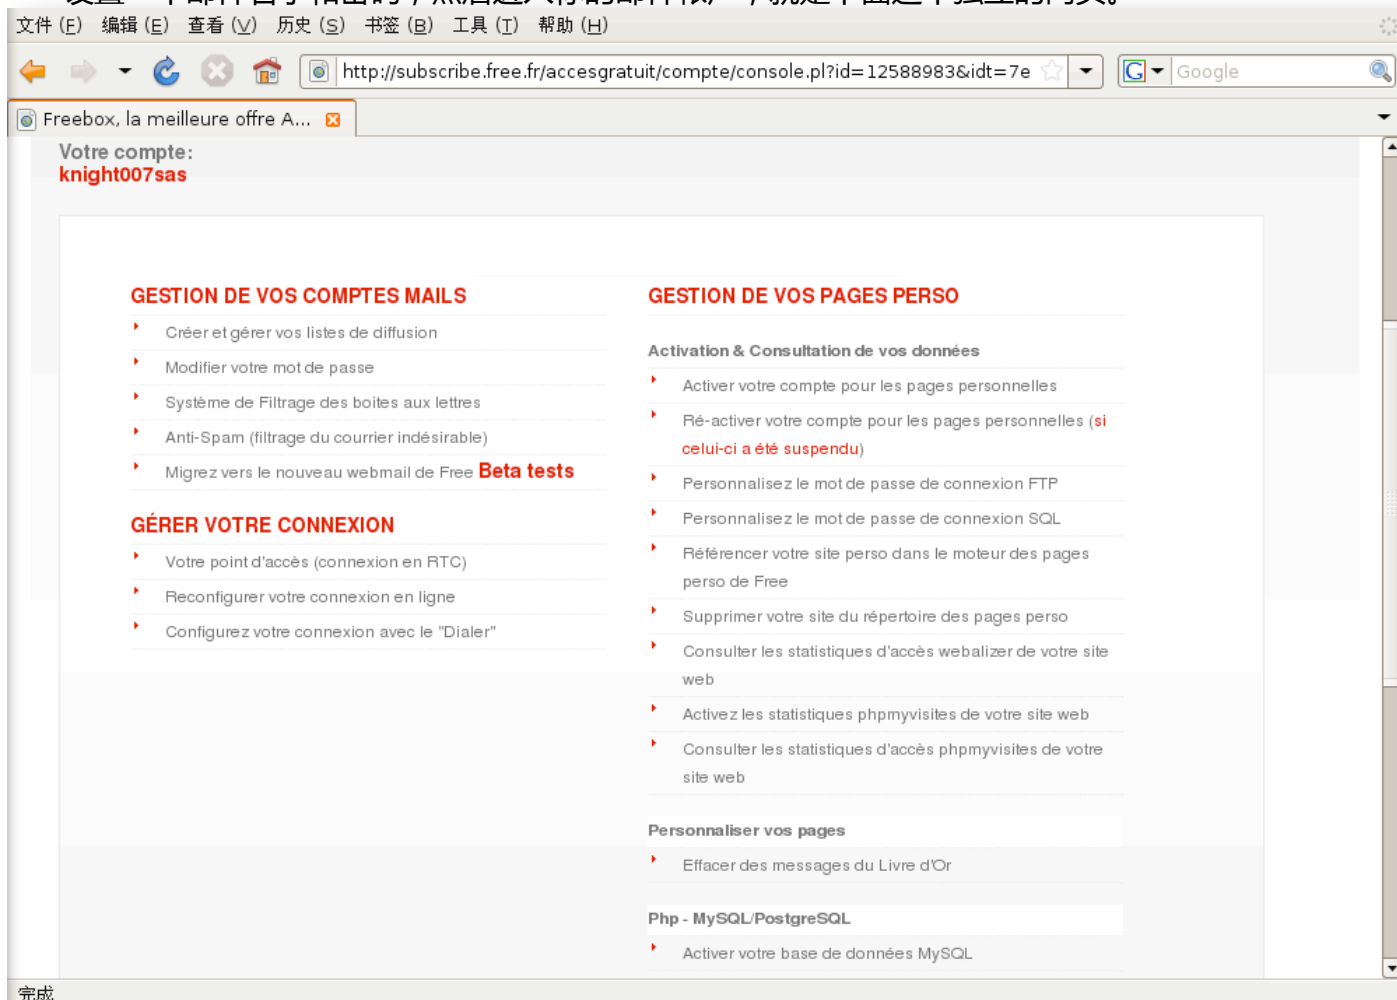 文件 (F) 编辑 (E) 查看 (V) 历史 (S) 书签 (B) 工具 (T) 帮助 (H)
http://subscribe.free.fr/accesgratuit/compte/console.pl?id=12588983&idt=7e
Google
Freebox, la meilleure offre A...
Votre compte:
knight007sas
GESTION DE VOS COMPTES MAILS
Créer et gérer vos listes de diffusion
Modifier votre mot de passe
Système de Filtrage des boites aux lettres
Anti-Spam (filtrage du courrier indésirable)
Migrez vers le nouveau webmail de Free Beta tests
GÉRER VOTRE CONNEXION
Votre point d'accès (connexion en RTC)
Reconfigurer votre connexion en ligne
Configurez votre connexion avec le "Dialer"
GESTION DE VOS PAGES PERSO
Activation & Consultation de vos données
Activer votre compte pour les pages personnelles
Ré-activer votre compte pour les pages personnelles (si
celui-ci a été suspendu)
Personnalisez le mot de passe de connexion FTP
Personnalisez le mot de passe de connexion SQL
Référencer votre site perso dans le moteur des pages
perso de Free
Supprimer votre site du répertoire des pages perso
Consulter les statistiques d'accès webalizer de votre site
web
Activez les statistiques phpmyvisites de votre site web
Consulter les statistiques d'accès phpmyvisites de votre
site web
Personnaliser vos pages
Effacer des messages du Livre d'Or
Php - MySQL/PostgreSQL
Activer votre base de données MySQL
完成